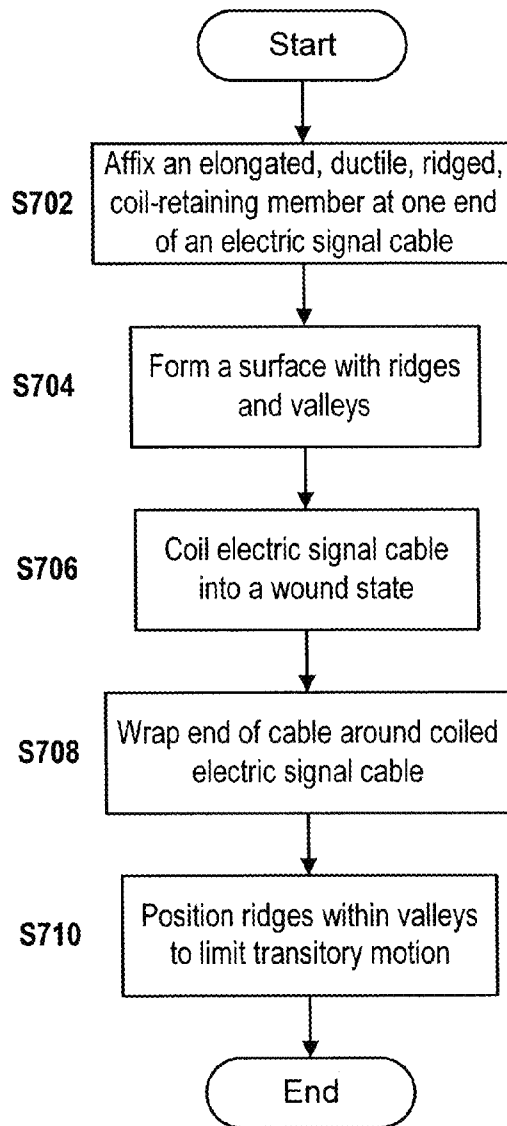 Start
S702
Affix an elongated, ductile, ridged,
coil-retaining member at one end
of an electric signal cable
S704
Form a surface with ridges
and valleys
S706
Coil electric signal cable
into a wound state
S708
Wrap end of cable around coiled
electric signal cable
S710
Position ridges within valleys
to limit transitory motion
End